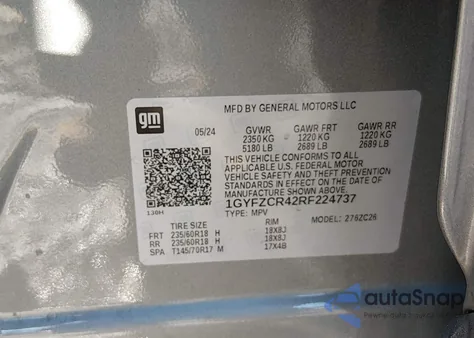 gm
MFD BY GENERAL MOTORS LLC
05/24 GVWR GAWR FRT GAWR RR
2350 KG 1220 KG 1220 KG
5180 LB 2689 LB 2689 LB
THIS VEHICLE CONFORMS TO ALL
APPLICABLE U.S. FEDERAL MOTOR
VEHICLE SAFETY AND THEFT PREVENTION
STANDARDS IN EFFECT ON THE DATE OF
MANUFACTURE SHOWN ABOVE.
1GYFZCR42RF224737
TYPE: MPV MODEL: 276ZC26
138H
TIRE SIZE RIM
FRT 235/60R18 H 18X8J
RR 235/60R18 H 18X8J
SPA T145/70R17 M 17X4B
autoSnap